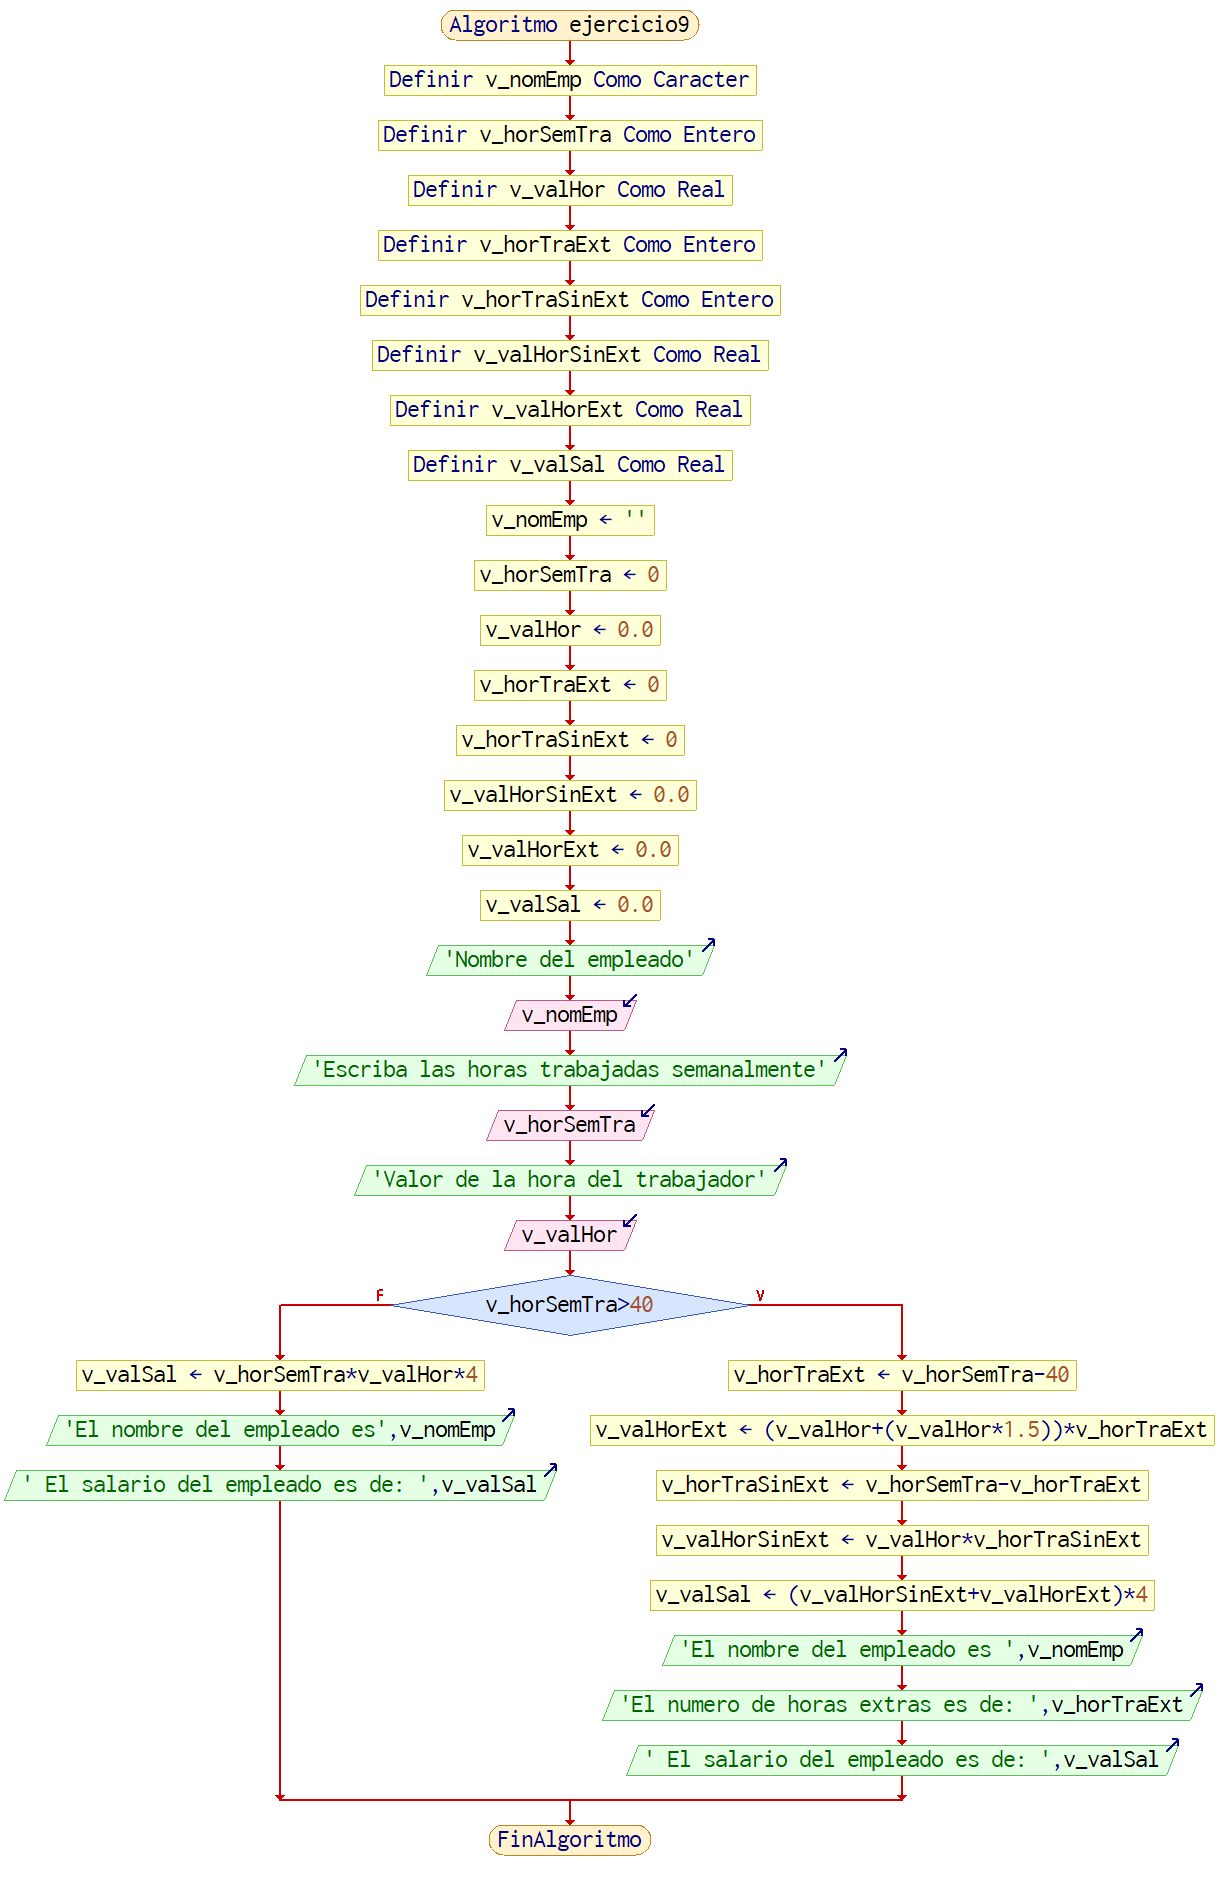 Algoritmo ejercicio9
Definir v_nomEmp Como Caracter
Definir v_horSemTra Como Entero
Definir v_valHor Como Real
Definir v_horTraExt Como Entero
Definir v_horTraSinExt Como Entero
Definir v_valHorSinExt Como Real
Definir v_valHorExt Como Real
Definir v_valSal Como Real
v_nomEmp ← ''
v_horSemTra ← 0
v_valHor ← 0.0
v_horTraExt ← 0
v_horTraSinExt ← 0
v_valHorSinExt ← 0.0
v_valHorExt ← 0.0
v_valSal ← 0.0
'Nombre del empleado'
v_nomEmp
'Escriba las horas trabajadas semanalmente'
v_horSemTra
'Valor de la hora del trabajador'
v_valHor
v_horSemTra>40
F
v_valSal ← v_horSemTra*v_valHor*4
'El nombre del empleado es',v_nomEmp
' El salario del empleado es de: ',v_valSal
V
v_horTraExt ← v_horSemTra-40
v_valHorExt ← (v_valHor+(v_valHor*1.5))*v_horTraExt
v_horTraSinExt ← v_horSemTra-v_horTraExt
v_valHorSinExt ← v_valHor*v_horTraSinExt
v_valSal ← (v_valHorSinExt+v_valHorExt)*4
'El nombre del empleado es ',v_nomEmp
'El numero de horas extras es de: ',v_horTraExt
' El salario del empleado es de: ',v_valSal
FinAlgoritmo